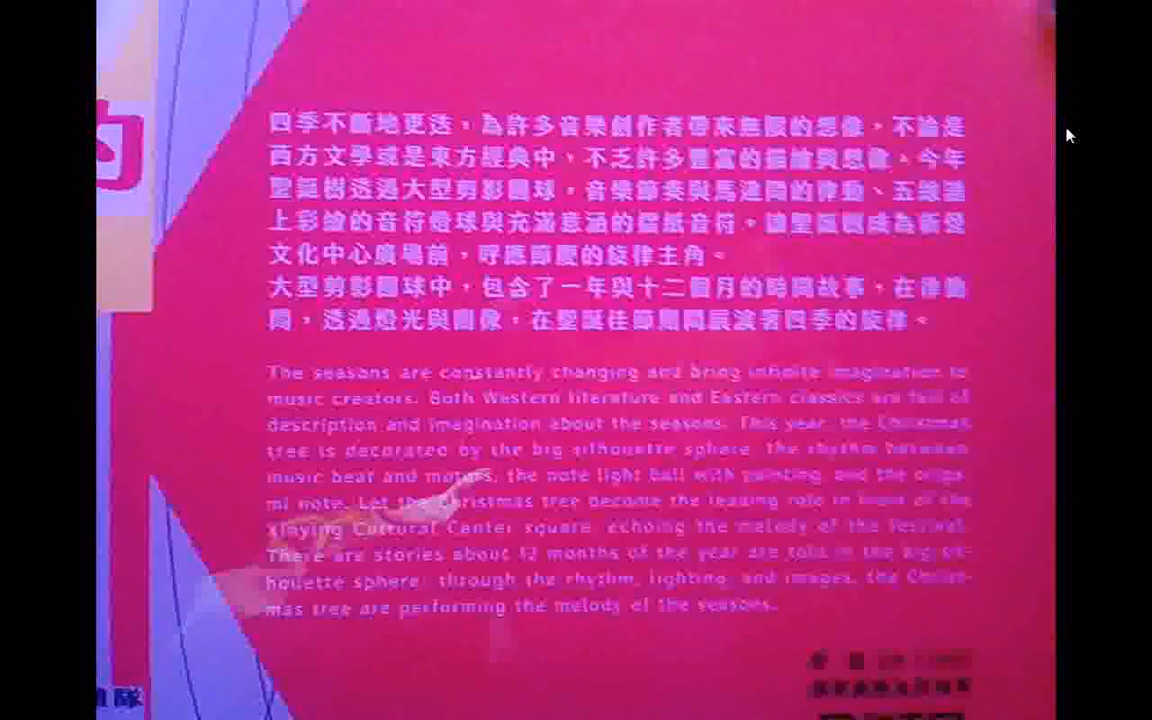 的
四季不斷地更迭，為許多音樂創作者帶來無限的想像，不論是
西方文學或是東方經典中，不乏許多豐富的描繪與想像，今年
聖誕樹透過大型剪影圓球，音樂節奏與馬達間的律動、五線譜
上彩繪的音符燈球與充滿意涵的摺紙音符，讓聖誕樹成為新營
文化中心廣場前，呼應節慶的旋律主角。
大型剪影圓球中，包含了一年與十二個月的時間故事，在律動
間，透過燈光與圖像，在聖誕佳節期間展演著四季的旋律。
The seasons are constantly changing and bring infinite imagination to
music creators. Both Western literature and Eastern classics are full of
description and imagination about the seasons. This year, the Christmas
tree is decorated by the big silhouette sphere, the rhythm between
music beat and motors, the note light ball with painting, and the origa-
mi note. Let the Christmas tree become the leading role in front of the
Xinying Cultural Center square, echoing the melody of the festival.
There are stories about 12 months of the year are told in the big sil-
houette sphere, through the rhythm, lighting, and images, the Christ-
mas tree are performing the melody of the seasons.
隊